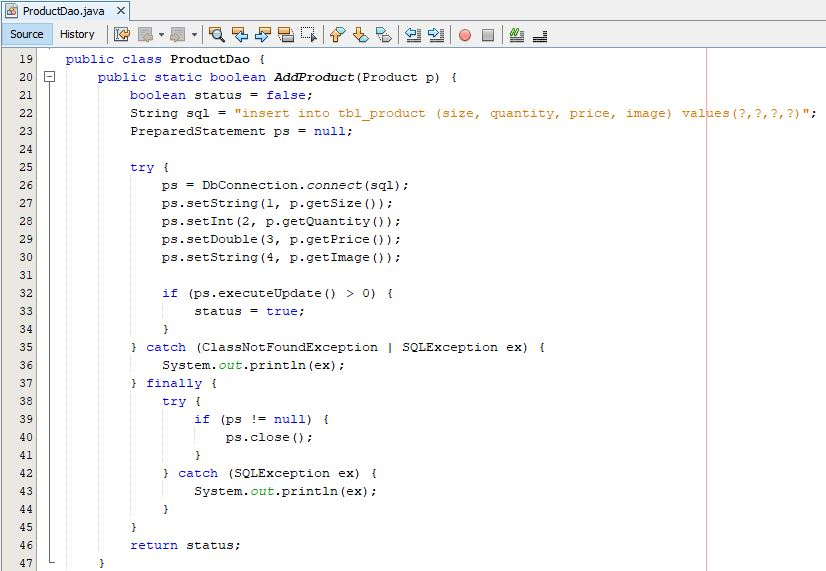 ProductDao.java
Source History
19 public class ProductDao {
20 public static boolean AddProduct(Product p) {
21 boolean status = false;
22 String sql = "insert into tbl_product (size, quantity, price, image) values(?,?,?,?)";
23 PreparedStatement ps = null;
24
25 try {
26 ps = DbConnection.connect(sql);
27 ps.setString(1, p.getSize());
28 ps.setInt(2, p.getQuantity());
29 ps.setDouble(3, p.getPrice());
30 ps.setString(4, p.getImage());
31
32 if (ps.executeUpdate() > 0) {
33 status = true;
34 }
35 } catch (ClassNotFoundException | SQLException ex) {
36 System.out.println(ex);
37 } finally {
38 try {
39 if (ps != null) {
40 ps.close();
41 }
42 } catch (SQLException ex) {
43 System.out.println(ex);
44 }
45 }
46 return status;
47 }